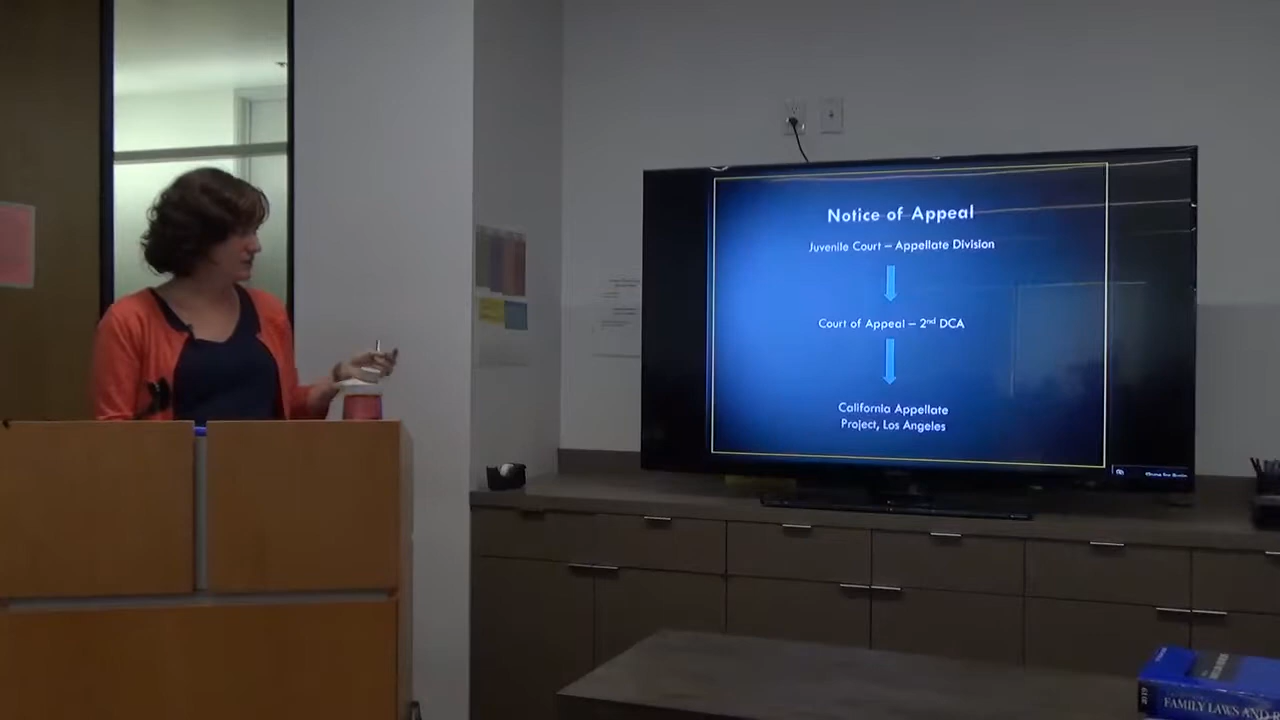 Notice of Appeal
Juvenile Court – Appellate Division
Court of Appeal – 2nd DCA
California Appellate
Project, Los Angeles
2019
FAMILY LAWS AND